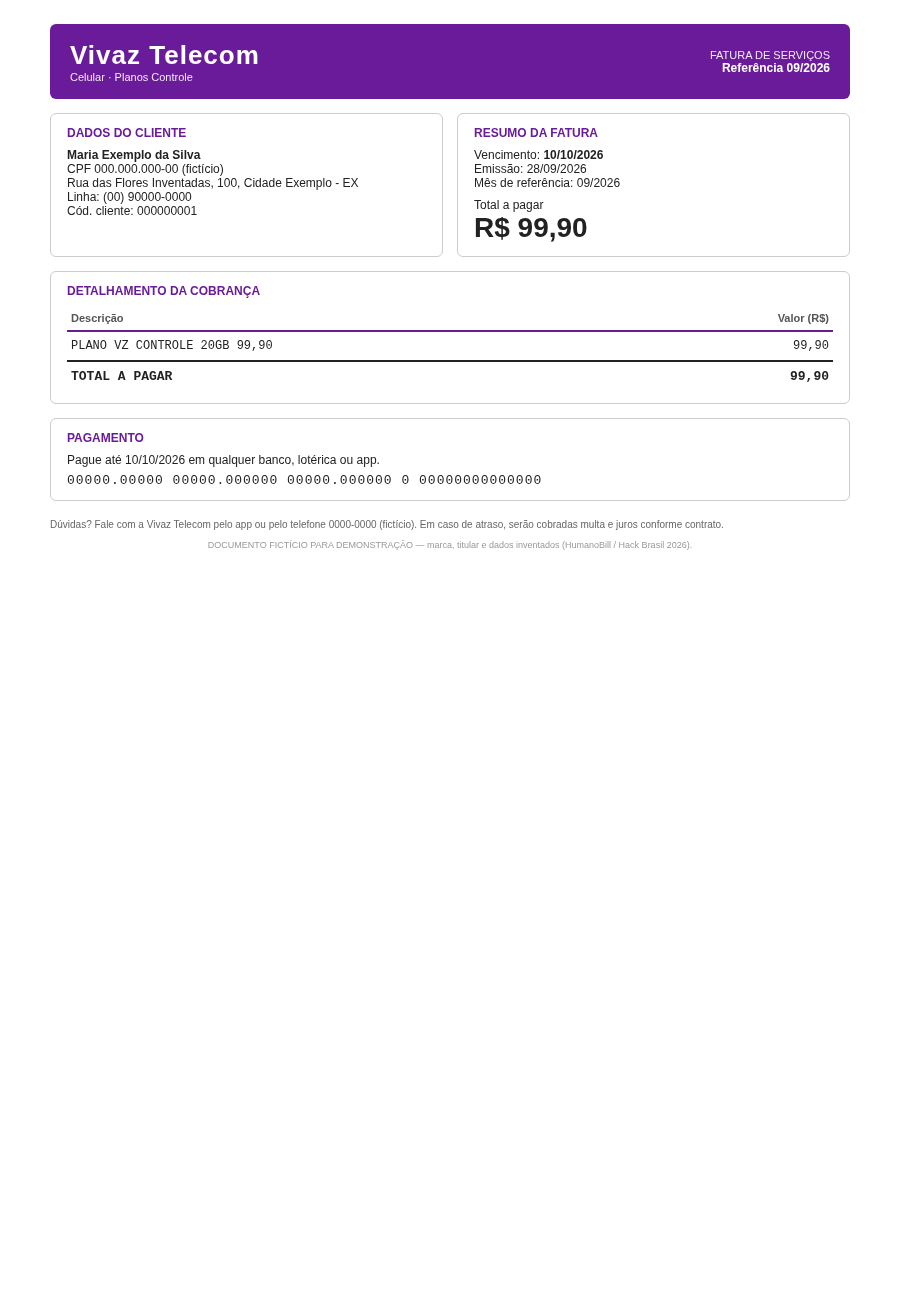 Vivaz Telecom
Celular · Planos Controle
FATURA DE SERVIÇOS
Referência 09/2026
DADOS DO CLIENTE
Maria Exemplo da Silva
CPF 000.000.000-00 (fictício)
Rua das Flores Inventadas, 100, Cidade Exemplo - EX
Linha: (00) 90000-0000
Cód. cliente: 000000001
RESUMO DA FATURA
Vencimento: 10/10/2026
Emissão: 28/09/2026
Mês de referência: 09/2026
Total a pagar
R$ 99,90
DETALHAMENTO DA COBRANÇA
Descrição Valor (R$)
PLANO VZ CONTROLE 20GB 99,90 99,90
TOTAL A PAGAR 99,90
PAGAMENTO
Pague até 10/10/2026 em qualquer banco, lotérica ou app.
00000.00000 00000.000000 00000.000000 0 00000000000000
Dúvidas? Fale com a Vivaz Telecom pelo app ou pelo telefone 0000-0000 (fictício). Em caso de atraso, serão cobradas multa e juros conforme contrato.
DOCUMENTO FICTÍCIO PARA DEMONSTRAÇÃO — marca, titular e dados inventados (HumanoBill / Hack Brasil 2026).